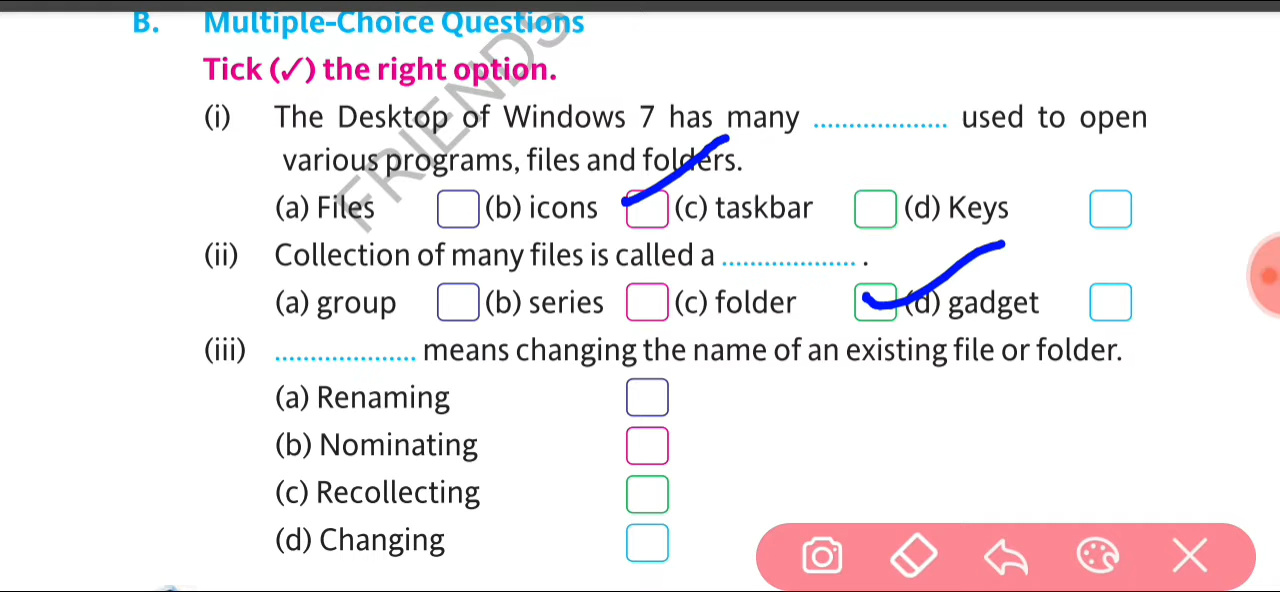 B. Multiple-Choice Questions
Tick (✓) the right option.
(i) The Desktop of Windows 7 has many ................... used to open
various programs, files and folders.
(a) Files (b) icons (c) taskbar (d) Keys
(ii) Collection of many files is called a ................... .
(a) group (b) series (c) folder (d) gadget
(iii) .................... means changing the name of an existing file or folder.
(a) Renaming
(b) Nominating
(c) Recollecting
(d) Changing
FRIENDS